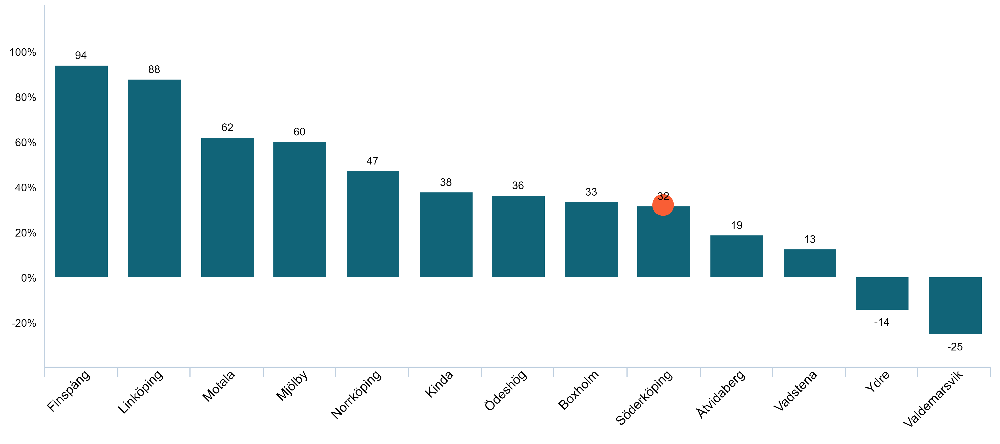 100%
80%
60%
40%
20%
0%
-20%
94
88
62
60
47
38
36
33
32
19
13
-14
-25
Finspång
Linköping
Motala
Mjölby
Norrköping
Kinda
Ödeshög
Boxholm
Söderköping
Åtvidaberg
Vadstena
Ydre
Valdemarsvik